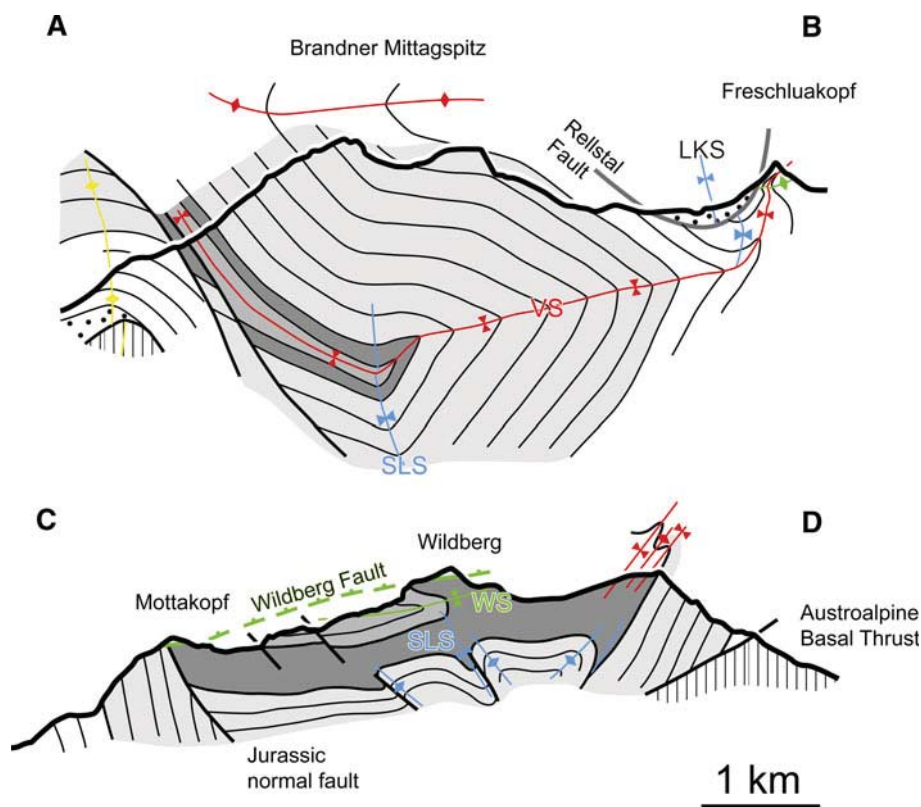 A
B
Brandner Mittagspitz
Freschluakopf
Rellstal
Fault
LKS
VS
SLS
C
D
Wildberg
Wildberg Fault
Mottakopf
WS
SLS
Austroalpine
Basal Thrust
Jurassic
normal fault
1 km